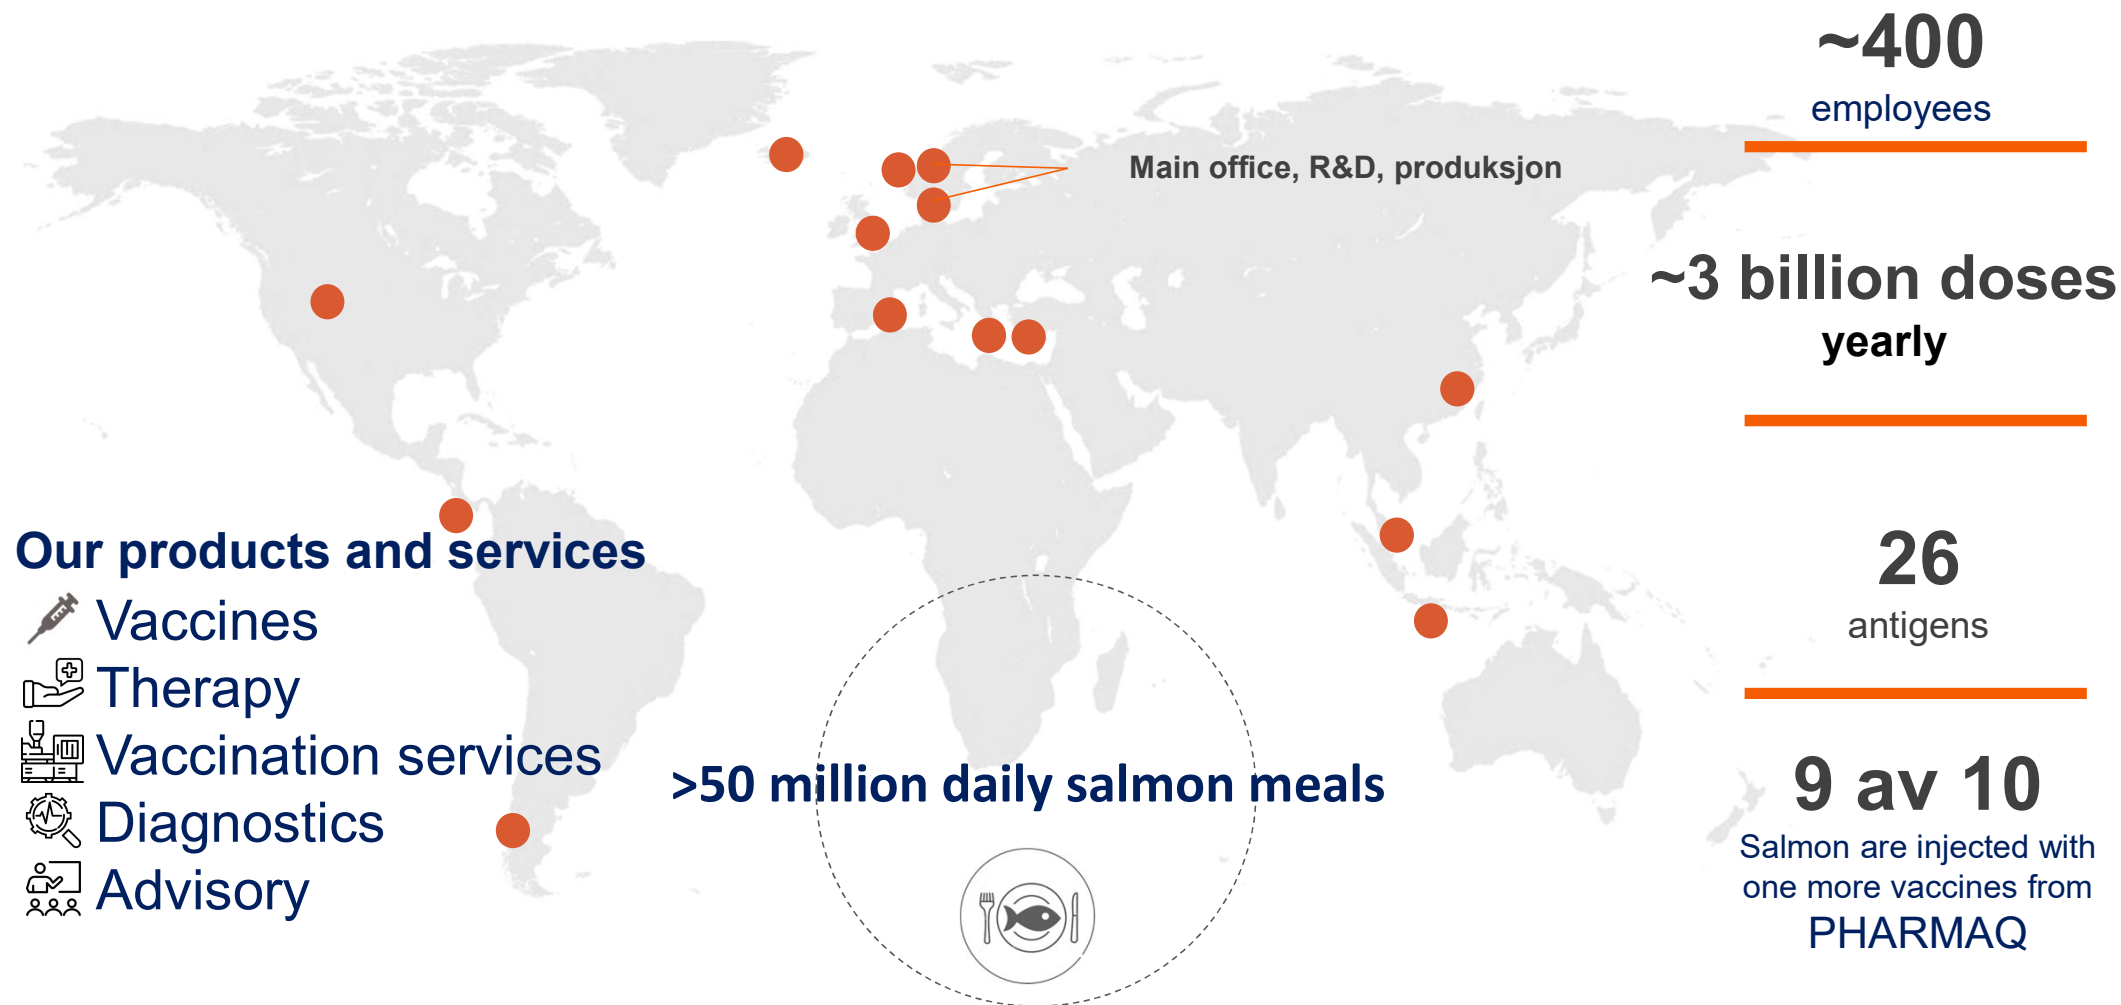 ~400
employees
Main office, R&D, produksjon
~3 billion doses
yearly
Our products and services
Vaccines
Therapy
Vaccination services
Diagnostics
Advisory
>50 million daily salmon meals
26
antigens
9 av 10
Salmon are injected with
one more vaccines from
PHARMAQ